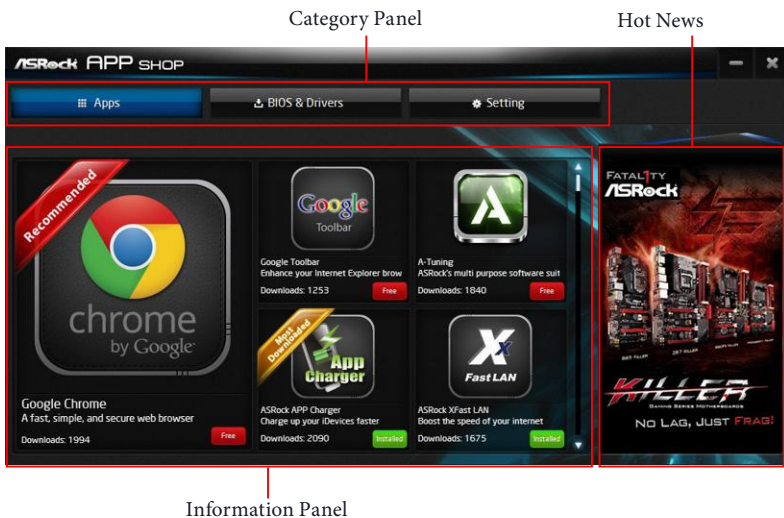 Category Panel
Hot News
ASRock APP SHOP
Apps
BIOS & Drivers
Setting
Recommended
chrome
by Google
Google Chrome
A fast, simple, and secure web browser
Downloads: 1994
Free
Google
Toolbar
Google Toolbar
Enhance your Internet Explorer brow
Downloads: 1253
Free
A
A-Tuning
ASRock's multi purpose software suit
Downloads: 1840
Free
Most
Downloaded
App
Charger
ASRock APP Charger
Charge up your iDevices faster
Downloads: 2090
Installed
X
Fast LAN
ASRock XFast LAN
Boost the speed of your internet
Downloads: 1675
Installed
FATAL1TY
ASRock
KILLER
GAMING SERIES MOTHERBOARDS
NO LAG, JUST FRAG!
Information Panel